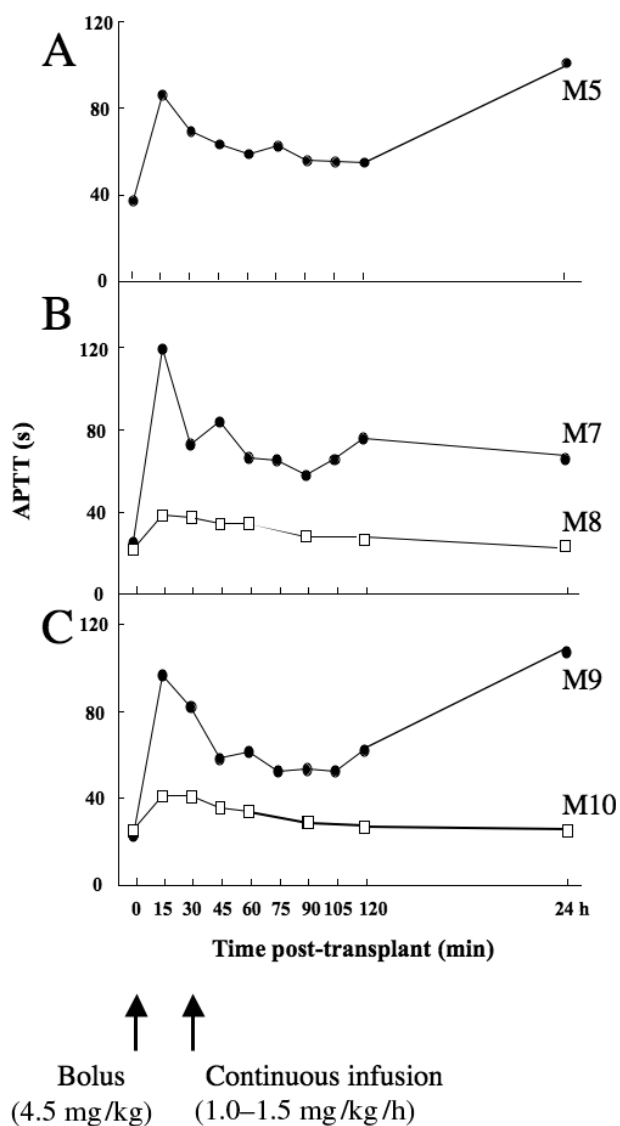 A
120
80
40
0
M5
B
120
80
40
0
M7
M8
APTT (s)
C
120
80
40
0
M9
M10
0 15 30 45 60 75 90 105 120 24 h
Time post-transplant (min)
Bolus
(4.5 mg/kg)
Continuous infusion
(1.0–1.5 mg/kg/h)